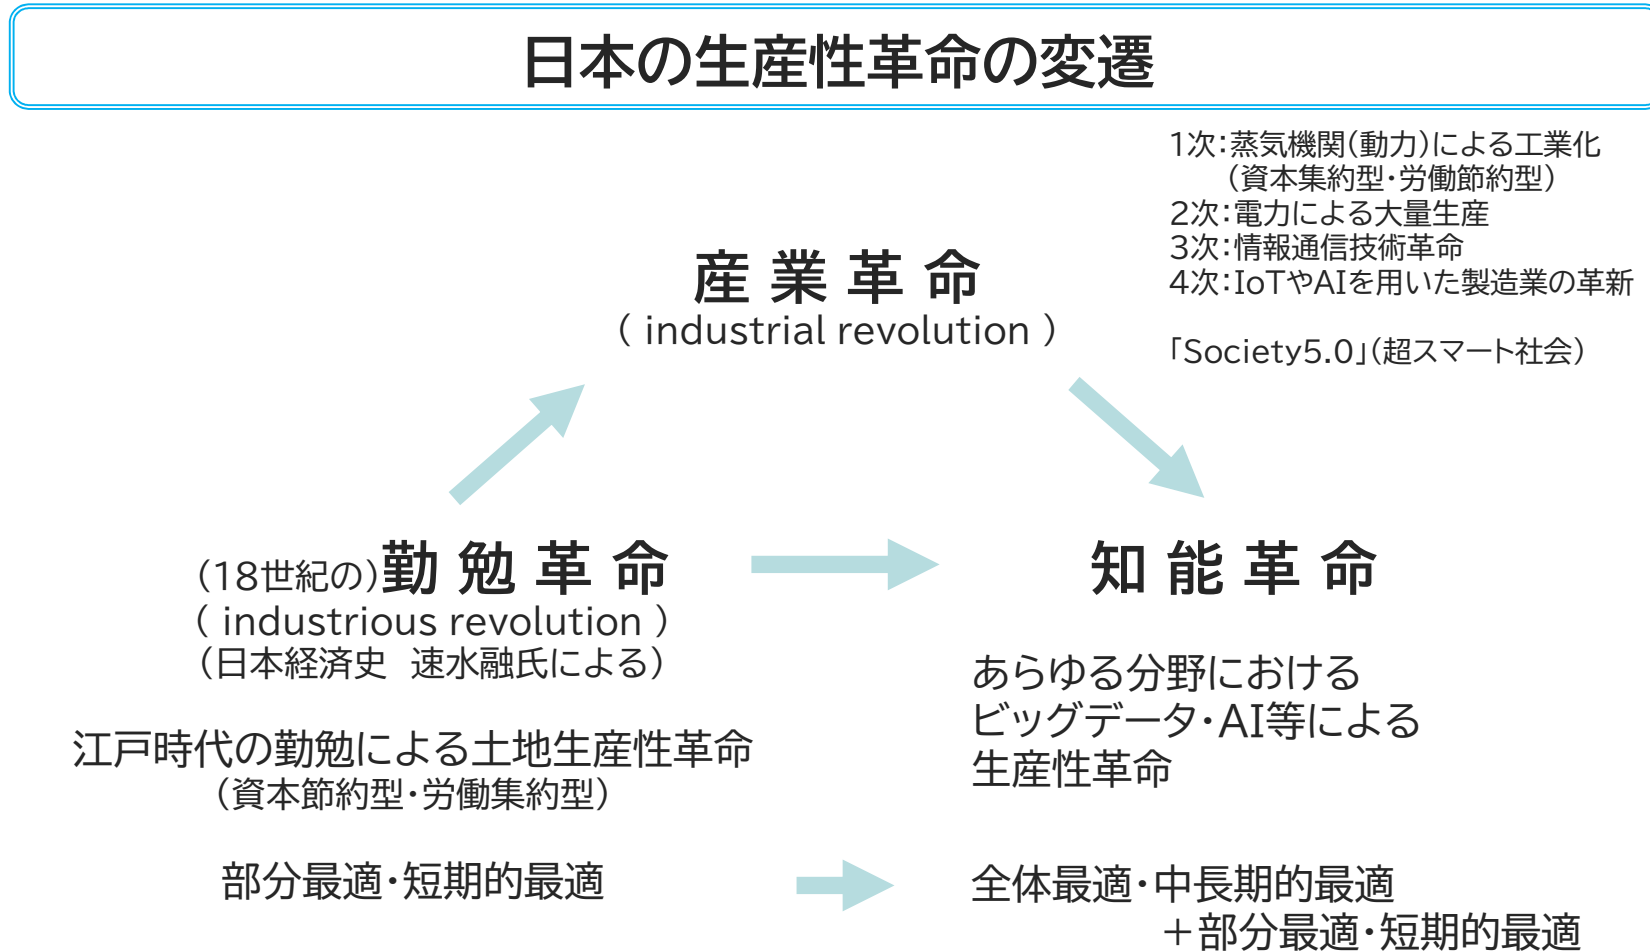 日本の生産性革命の変遷
1次：蒸気機関（動力）による工業化
（資本集約型・労働節約型）
2次：電力による大量生産
3次：情報通信技術革命
4次：IoTやAIを用いた製造業の革新
「Society5.0」（超スマート社会）
産業革命
（ industrial revolution ）
（18世紀の）勤勉革命
（ industrious revolution ）
（日本経済史　速水融氏による）
江戸時代の勤勉による土地生産性革命
（資本節約型・労働集約型）
部分最適・短期的最適
知能革命
あらゆる分野における
ビッグデータ・AI等による
生産性革命
全体最適・中長期的最適
＋部分最適・短期的最適